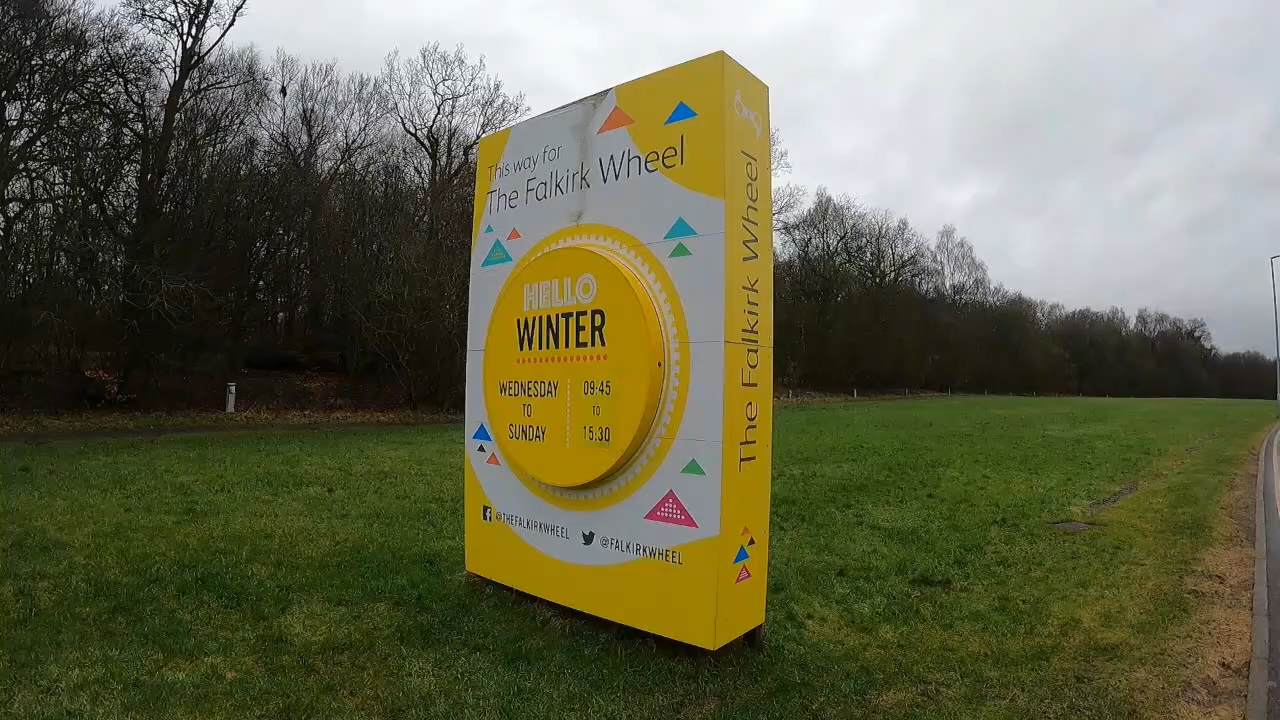 This way for
The Falkirk Wheel
HELLO
WINTER
WEDNESDAY
TO
SUNDAY
09:45
TO
15:30
@THEFALKIRKWHEEL
@FALKIRKWHEEL
The Falkirk Wheel